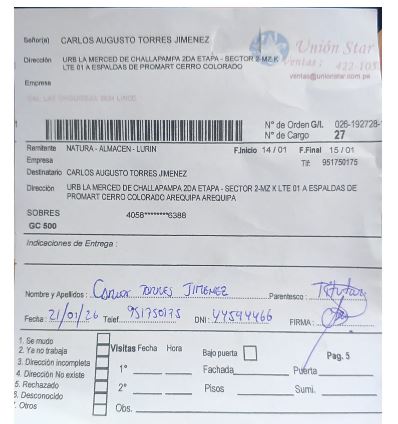 Señor(a) CARLOS AUGUSTO TORRES JIMENEZ
Dirección URB LA MERCED DE CHALLAPAMPA 2DA ETAPA - SECTOR 2-MZ K
LTE 01 A ESPALDAS DE PROMART CERRO COLORADO
Empresa
Unión Star
Ventas: 422-105
ventas@unionstar.com.pe
N° de Orden G/L 026-192728-
N° de Cargo 27
Remitente NATURA - ALMACEN - LURIN F.Inicio 14/01 F.Final 15/01
Empresa Tlf: 951750175
Destinatario CARLOS AUGUSTO TORRES JIMENEZ
Dirección URB LA MERCED DE CHALLAPAMPA 2DA ETAPA - SECTOR 2-MZ K LTE 01 A ESPALDAS DE
PROMART CERRO COLORADO AREQUIPA AREQUIPA
SOBRES 4058********6388
GC 500
Indicaciones de Entrega :
Nombre y Apellidos : Carlos TORRES JIMENEZ Parentesco : Titular
Fecha : 21/01/26 Telef. 951750175 DNI : 44594466 FIRMA :
1. Se mudo
2. Ya no trabaja
3. Dirección incompleta
4. Dirección No existe
5. Rechazado
6. Desconocido
7. Otros
Visitas Fecha Hora Bajo puerta Pag. 5
1° Fachada Puerta
2° Pisos Sumi.
Obs.